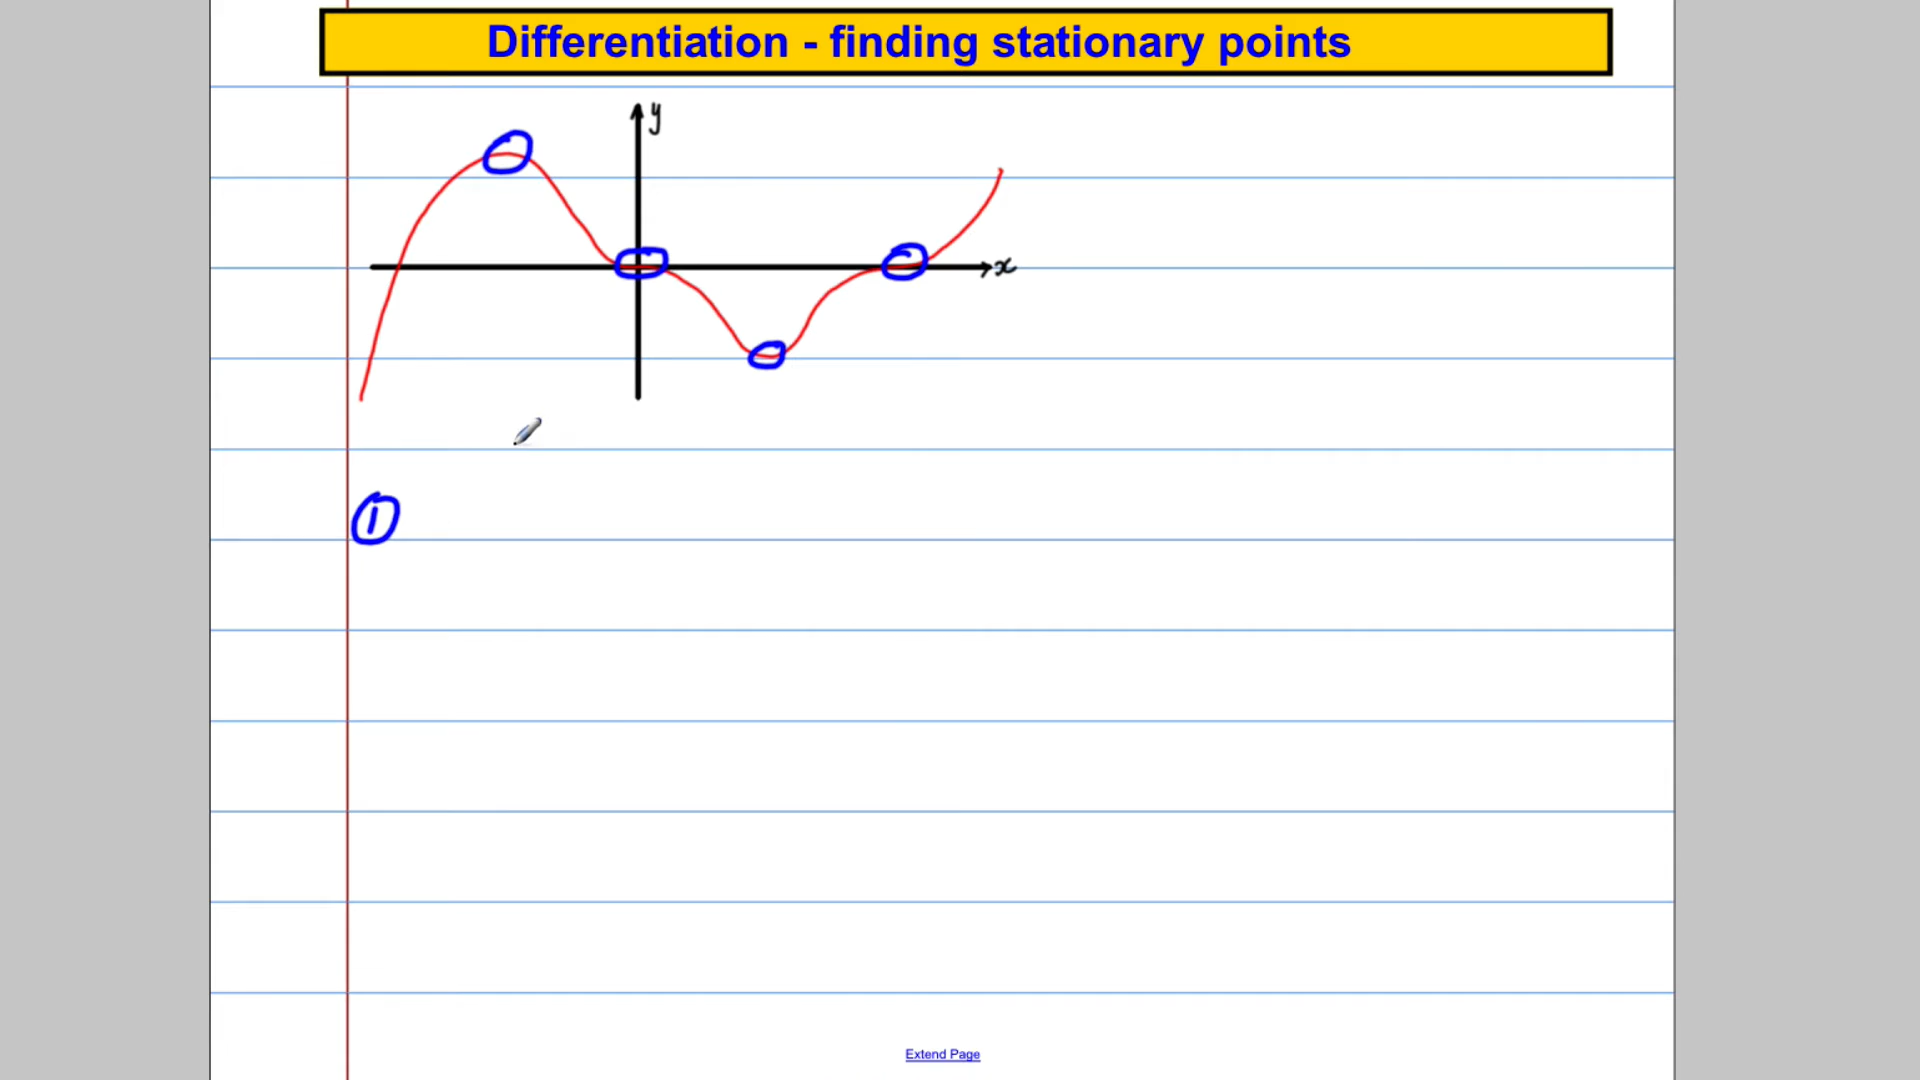 Differentiation - finding stationary points
y
x
①
Extend Page